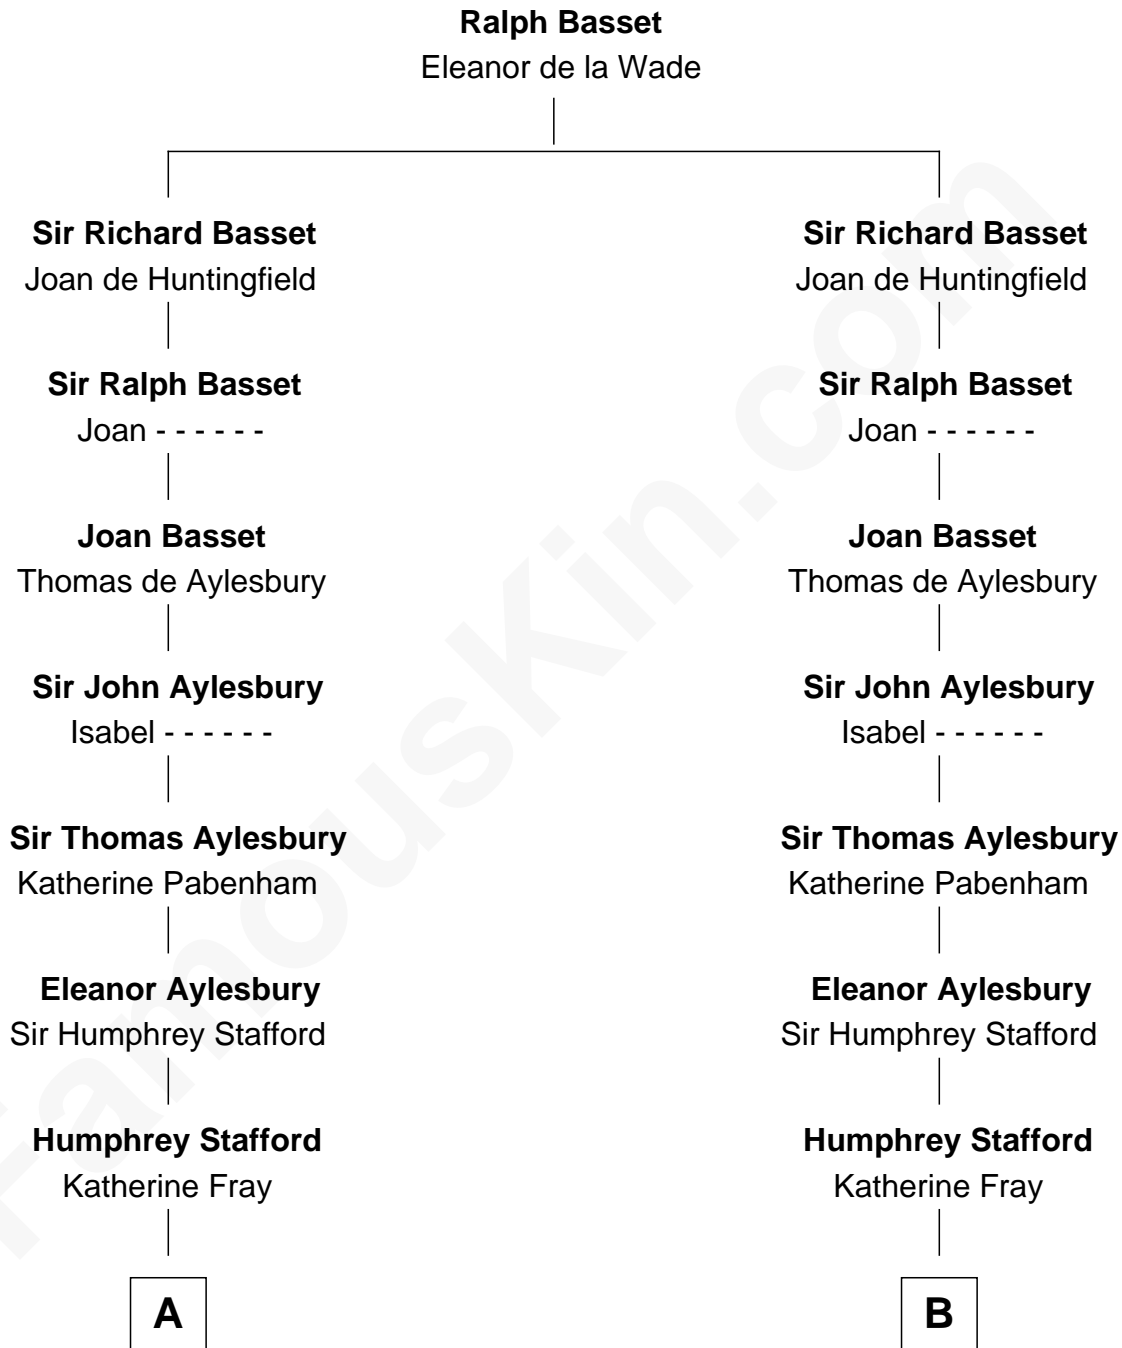 Ralph Basset
Eleanor de la Wade
Sir Richard Basset
Joan de Huntingfield
Sir Ralph Basset
Joan - - - - - -
Joan Basset
Thomas de Aylesbury
Sir John Aylesbury
Isabel - - - - - -
Sir Thomas Aylesbury
Katherine Pabenham
Eleanor Aylesbury
Sir Humphrey Stafford
Humphrey Stafford
Katherine Fray
A
Sir Richard Basset
Joan de Huntingfield
Sir Ralph Basset
Joan - - - - - -
Joan Basset
Thomas de Aylesbury
Sir John Aylesbury
Isabel - - - - - -
Sir Thomas Aylesbury
Katherine Pabenham
Eleanor Aylesbury
Sir Humphrey Stafford
Humphrey Stafford
Katherine Fray
B
FamousKin.com